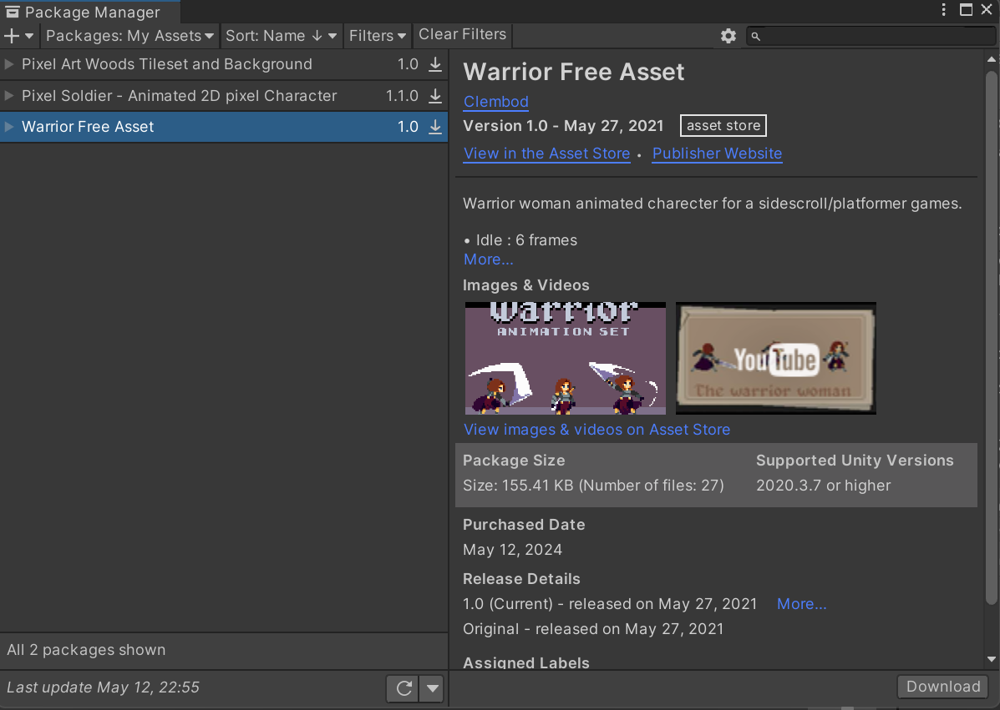 Package Manager
Packages: My Assets Sort: Name ↓ Filters Clear Filters
Pixel Art Woods Tileset and Background 1.0
Pixel Soldier - Animated 2D pixel Character 1.1.0
Warrior Free Asset 1.0
All 2 packages shown
Last update May 12, 22:55
Warrior Free Asset
Clembod
Version 1.0 - May 27, 2021 asset store
View in the Asset Store • Publisher Website
Warrior woman animated charecter for a sidescroll/platformer games.
• Idle : 6 frames
More...
Images & Videos
Warrior
ANIMATION SET
YouTube
The warrior woman
View images & videos on Asset Store
Package Size Supported Unity Versions
Size: 155.41 KB (Number of files: 27) 2020.3.7 or higher
Purchased Date
May 12, 2024
Release Details
1.0 (Current) - released on May 27, 2021 More...
Original - released on May 27, 2021
Assigned Labels
Download